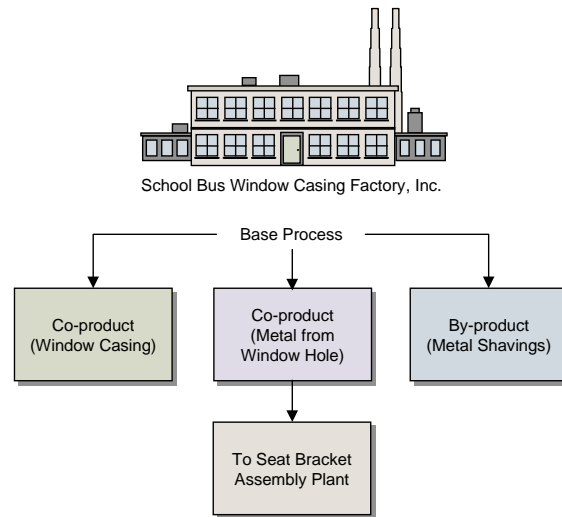 School Bus Window Casing Factory, Inc.
Base Process
Co-product
(Window Casing)
Co-product
(Metal from
Window Hole)
By-product
(Metal Shavings)
To Seat Bracket
Assembly Plant